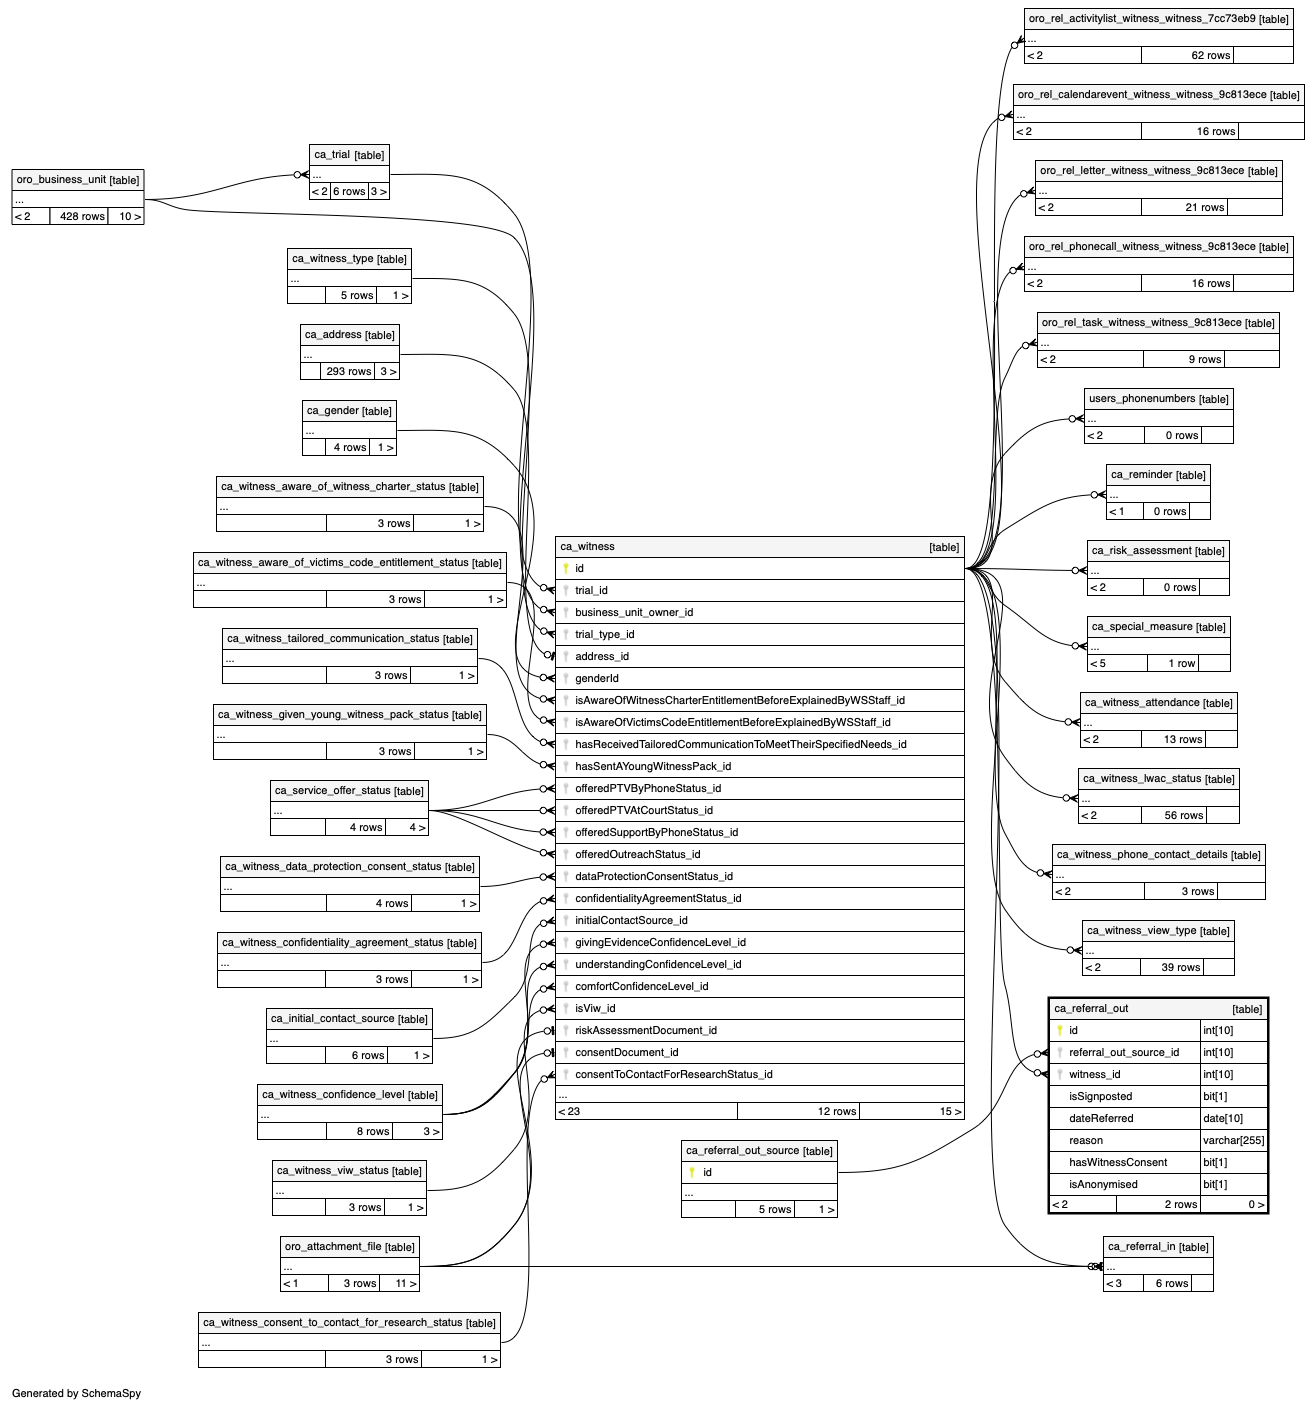 oro_business_unit [table]
...
< 2 428 rows 10 >
ca_trial [table]
...
< 2 6 rows 3 >
ca_witness_type [table]
...
5 rows 1 >
ca_address [table]
...
293 rows 3 >
ca_gender [table]
...
4 rows 1 >
ca_witness_aware_of_witness_charter_status [table]
...
3 rows 1 >
ca_witness_aware_of_victims_code_entitlement_status [table]
...
3 rows 1 >
ca_witness_tailored_communication_status [table]
...
3 rows 1 >
ca_witness_given_young_witness_pack_status [table]
...
3 rows 1 >
ca_service_offer_status [table]
...
4 rows 4 >
ca_witness_data_protection_consent_status [table]
...
4 rows 1 >
ca_witness_confidentiality_agreement_status [table]
...
3 rows 1 >
ca_initial_contact_source [table]
...
6 rows 1 >
ca_witness_confidence_level [table]
...
8 rows 3 >
ca_witness_viw_status [table]
...
3 rows 1 >
oro_attachment_file [table]
...
< 1 3 rows 11 >
ca_witness_consent_to_contact_for_research_status [table]
...
3 rows 1 >
ca_witness [table]
id
trial_id
business_unit_owner_id
trial_type_id
address_id
genderId
isAwareOfWitnessCharterEntitlementBeforeExplainedByWSStaff_id
isAwareOfVictimsCodeEntitlementBeforeExplainedByWSStaff_id
hasReceivedTailoredCommunicationToMeetTheirSpecifiedNeeds_id
hasSentAYoungWitnessPack_id
offeredPTVByPhoneStatus_id
offeredPTVAtCourtStatus_id
offeredSupportByPhoneStatus_id
offeredOutreachStatus_id
dataProtectionConsentStatus_id
confidentialityAgreementStatus_id
initialContactSource_id
givingEvidenceConfidenceLevel_id
understandingConfidenceLevel_id
comfortConfidenceLevel_id
isViw_id
riskAssessmentDocument_id
consentDocument_id
consentToContactForResearchStatus_id
...
< 23 12 rows 15 >
ca_referral_out_source [table]
id
...
5 rows 1 >
oro_rel_activitylist_witness_witness_7cc73eb9 [table]
...
< 2 62 rows
oro_rel_calendarevent_witness_witness_9c813ece [table]
...
< 2 16 rows
oro_rel_letter_witness_witness_9c813ece [table]
...
< 2 21 rows
oro_rel_phonecall_witness_witness_9c813ece [table]
...
< 2 16 rows
oro_rel_task_witness_witness_9c813ece [table]
...
< 2 9 rows
users_phonenumbers [table]
...
< 2 0 rows
ca_reminder [table]
...
< 1 0 rows
ca_risk_assessment [table]
...
< 2 0 rows
ca_special_measure [table]
...
< 5 1 row
ca_witness_attendance [table]
...
< 2 13 rows
ca_witness_lwac_status [table]
...
< 2 56 rows
ca_witness_phone_contact_details [table]
...
< 2 3 rows
ca_witness_view_type [table]
...
< 2 39 rows
ca_referral_out [table]
id int[10]
referral_out_source_id int[10]
witness_id int[10]
isSignposted bit[1]
dateReferred date[10]
reason varchar[255]
hasWitnessConsent bit[1]
isAnonymised bit[1]
< 2 2 rows 0 >
ca_referral_in [table]
...
< 3 6 rows
Generated by SchemaSpy